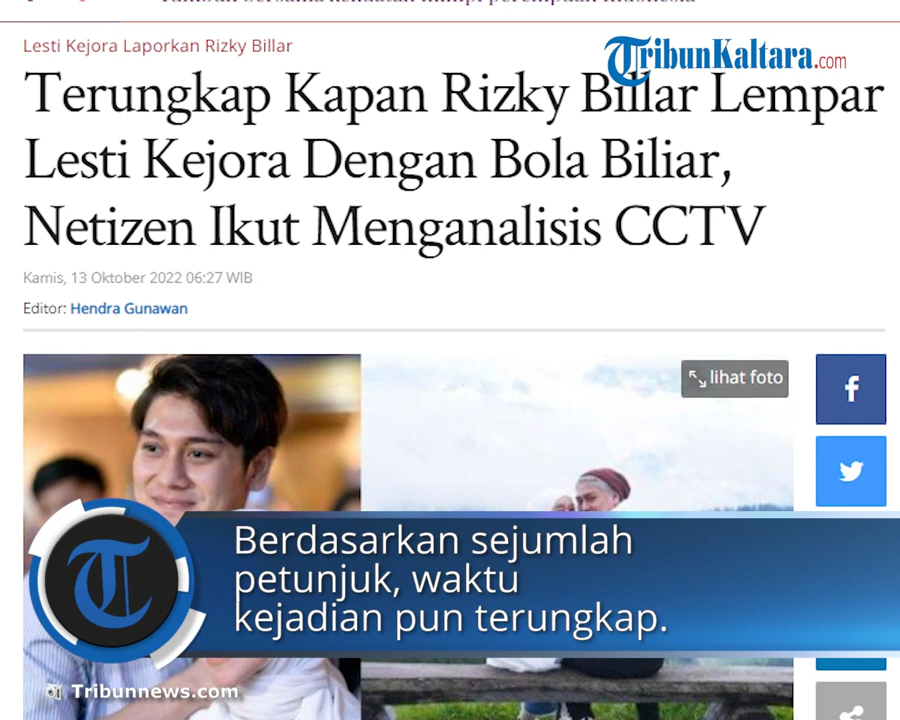 Lesti Kejora Laporkan Rizky Billar
TribunKaltara.com
Terungkap Kapan Rizky Billar Lempar
Lesti Kejora Dengan Bola Biliar,
Netizen Ikut Menganalisis CCTV
Kamis, 13 Oktober 2022 06:27 WIB
Editor: Hendra Gunawan
lihat foto
Berdasarkan sejumlah
petunjuk, waktu
kejadian pun terungkap.
Tribunnews.com